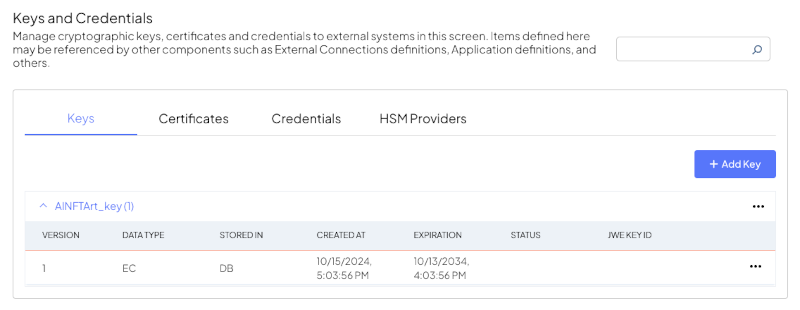 Keys and Credentials
Manage cryptographic keys, certificates and credentials to external systems in this screen. Items defined here
may be referenced by other components such as External Connections definitions, Application definitions, and
others.
Keys Certificates Credentials HSM Providers
+ Add Key
AINFTArt_key (1)
VERSION DATA TYPE STORED IN CREATED AT EXPIRATION STATUS JWE KEY ID
1 EC DB 10/15/2024, 5:03:56 PM 10/13/2034, 4:03:56 PM